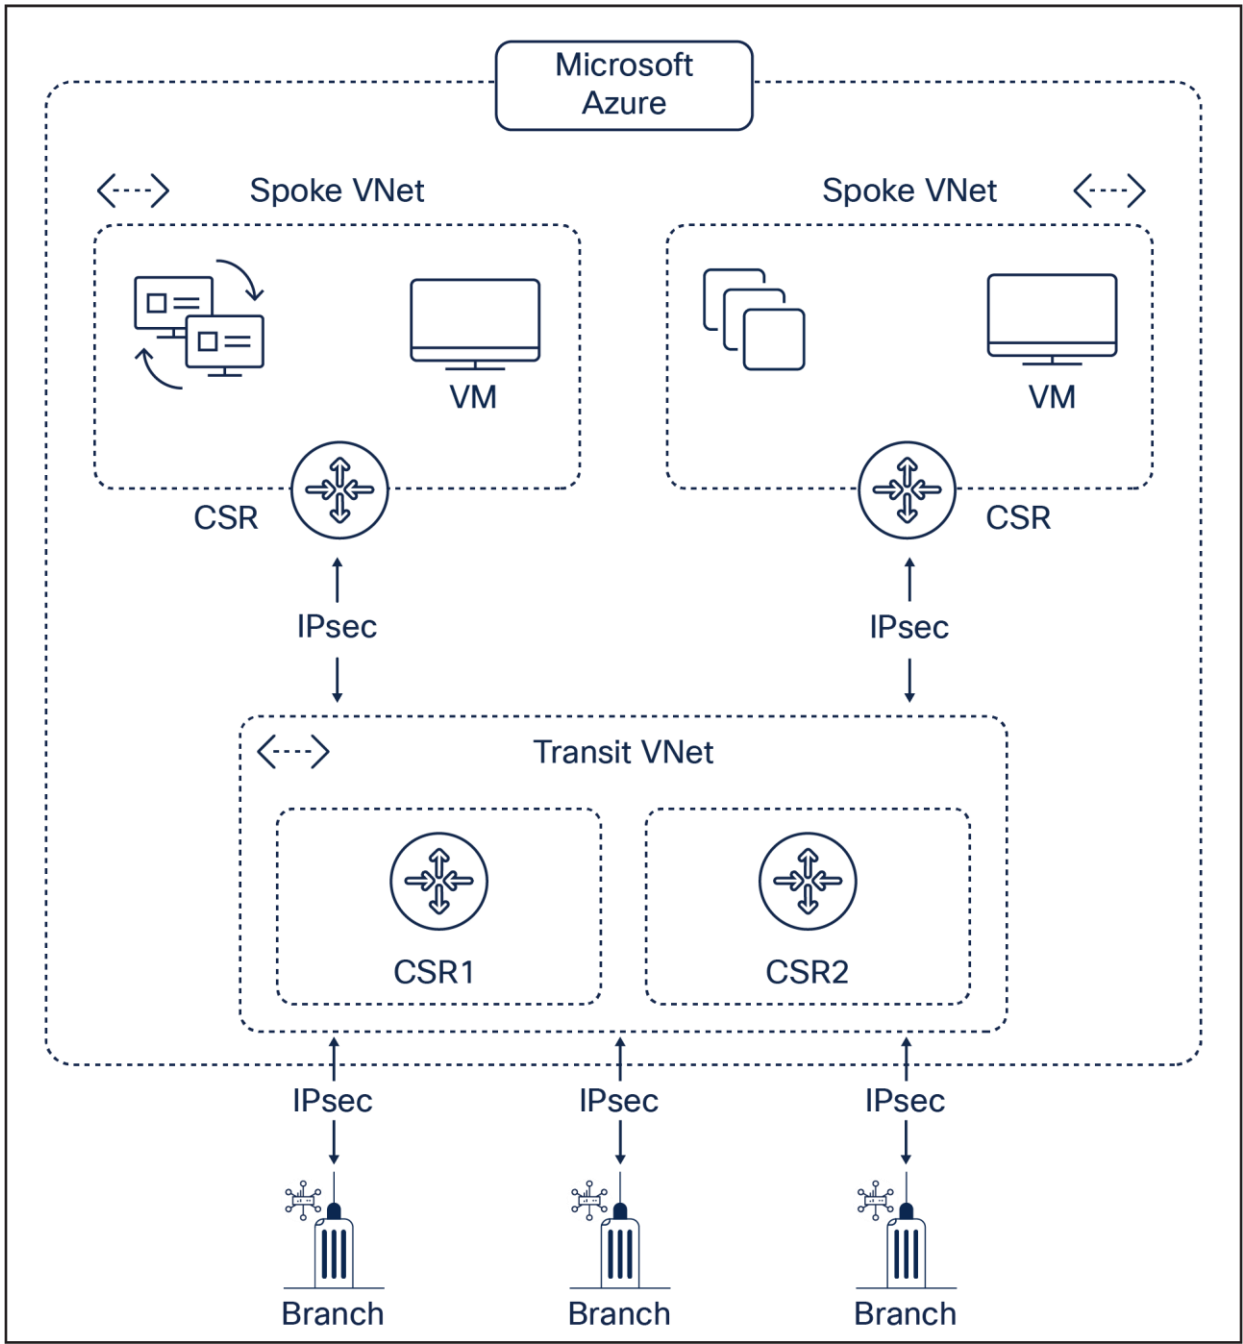 Microsoft
Azure
Spoke VNet
Spoke VNet
VM
VM
CSR
CSR
IPsec
IPsec
Transit VNet
CSR1
CSR2
IPsec
IPsec
IPsec
Branch
Branch
Branch